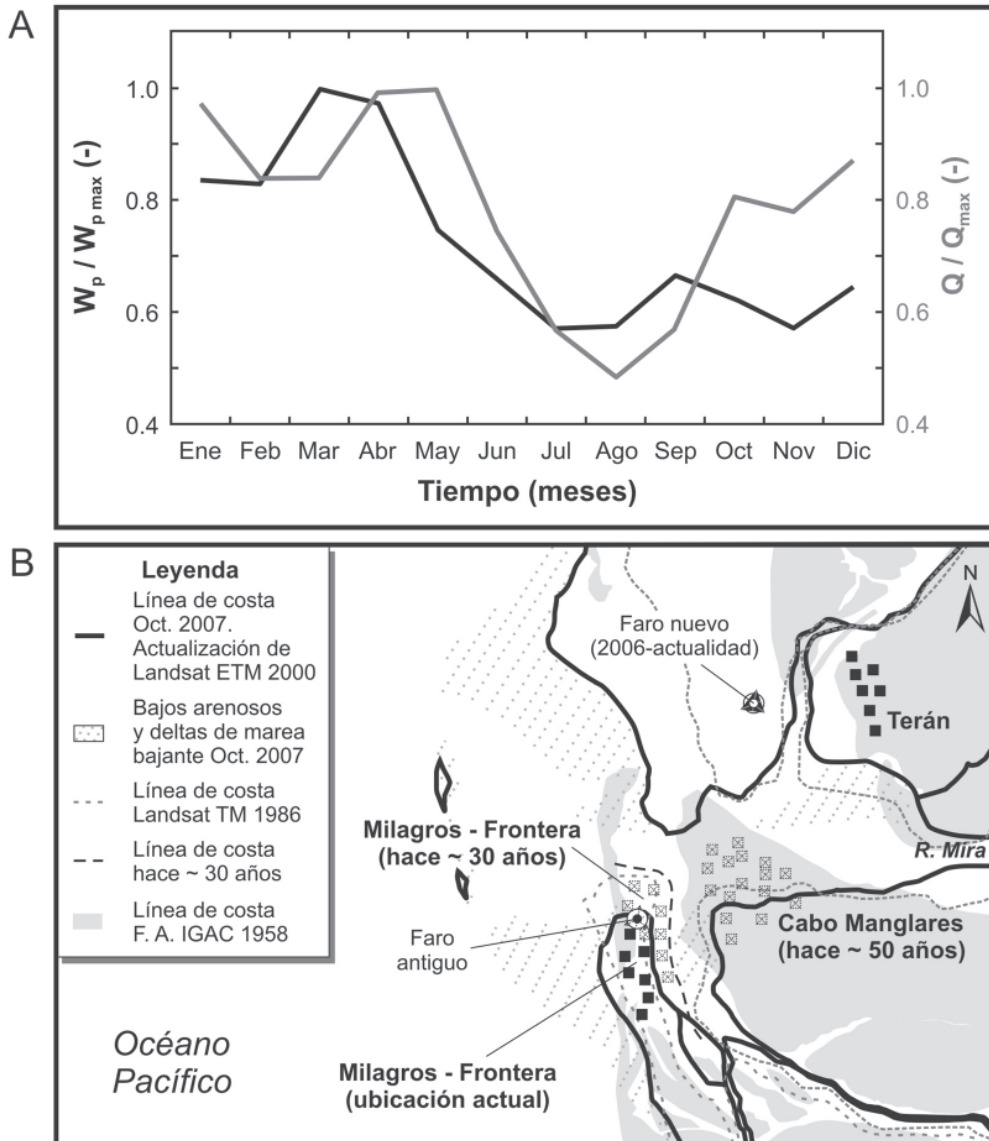 A
W_p / W_p max (-)
1.0
0.8
0.6
0.4
1.0
0.8
0.6
0.4
Q / Q_max (-)
Ene Feb Mar Abr May Jun Jul Ago Sep Oct Nov Dic
Tiempo (meses)
B
Leyenda
Línea de costa
Oct. 2007.
Actualización de
Landsat ETM 2000
Bajos arenosos
y deltas de marea
bajante Oct. 2007
Línea de costa
Landsat TM 1986
Línea de costa
hace ~ 30 años
Línea de costa
F. A. IGAC 1958
N
Faro nuevo
(2006-actualidad)
Terán
Milagros - Frontera
(hace ~ 30 años)
R. Mira
Cabo Manglares
(hace ~ 50 años)
Faro
antiguo
Océano
Pacífico
Milagros - Frontera
(ubicación actual)